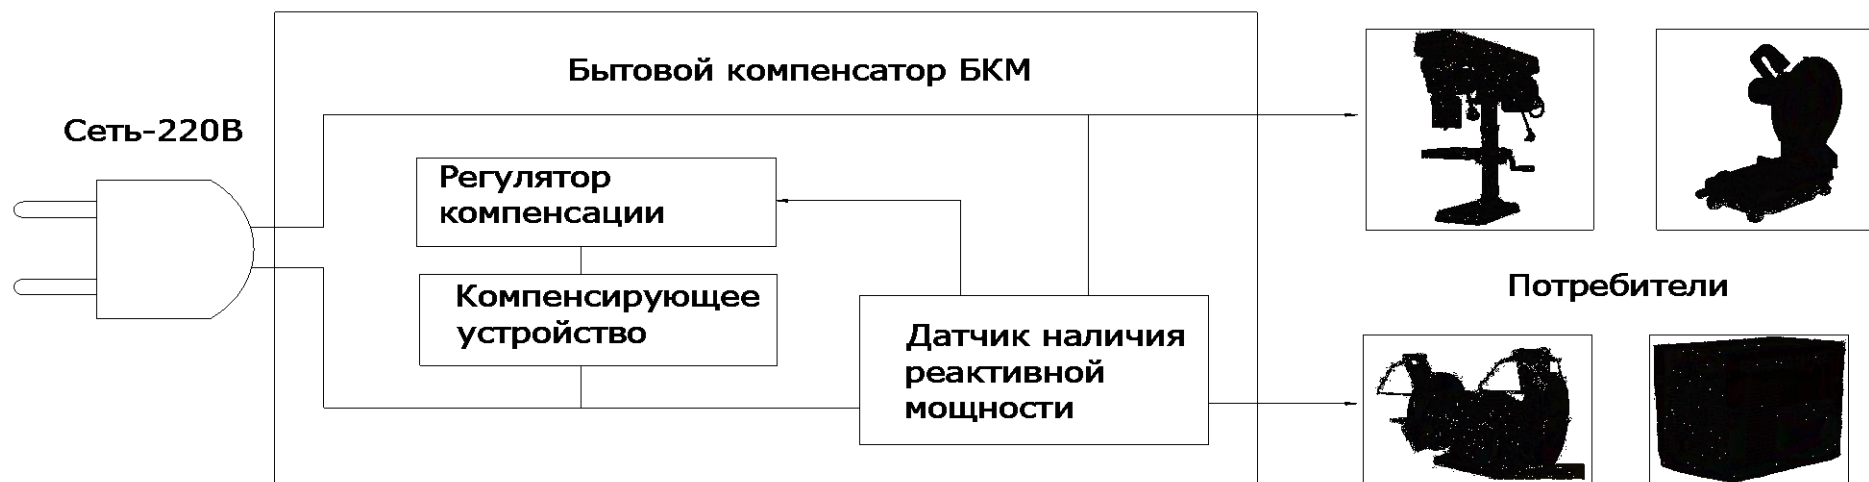 Бытовой компенсатор БКМ
Сеть-220В
Регулятор
компенсации
Компенсирующее
устройство
Датчик наличия
реактивной
мощности
Потребители